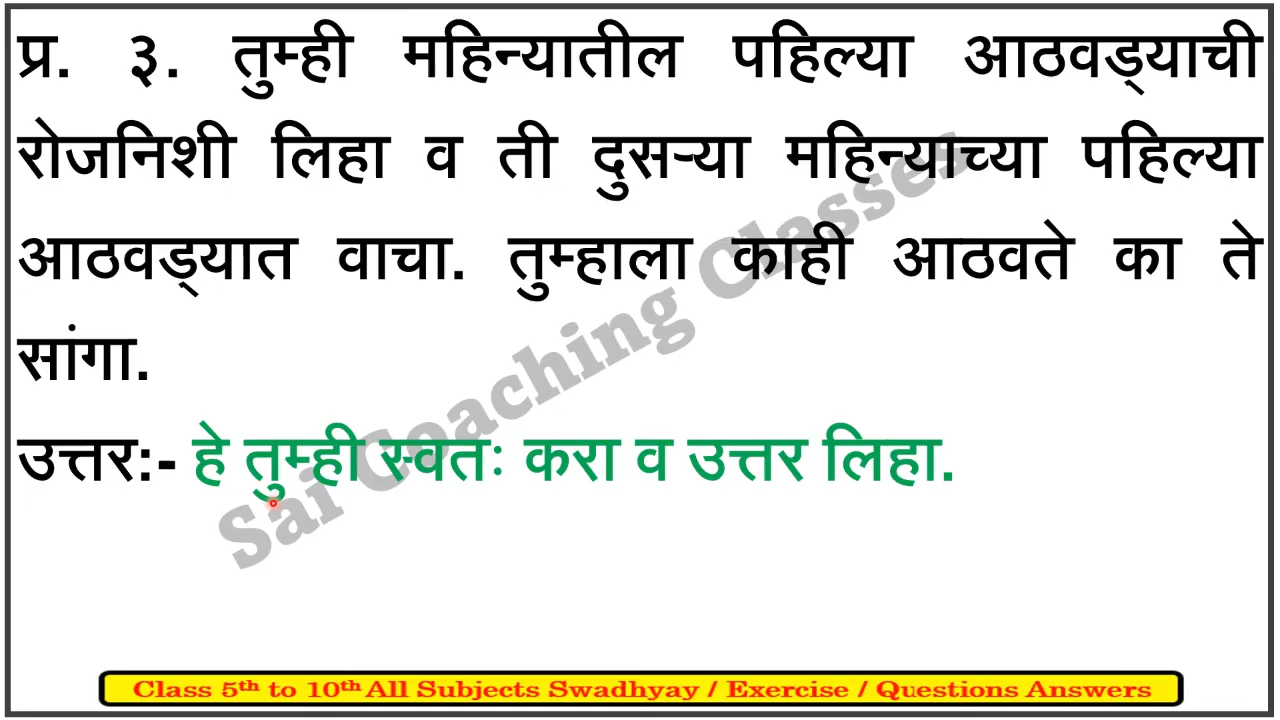 प्र. ३. तुम्ही महिन्यातील पहिल्या आठवड्याची
रोजनिशी लिहा व ती दुसऱ्या महिन्याच्या पहिल्या
आठवड्यात वाचा. तुम्हाला काही आठवते का ते
सांगा.
उत्तर:- हे तुम्ही स्वतः करा व उत्तर लिहा.
Sai Coaching Classes
Class 5th to 10th All Subjects Swadhyay / Exercise / Questions Answers